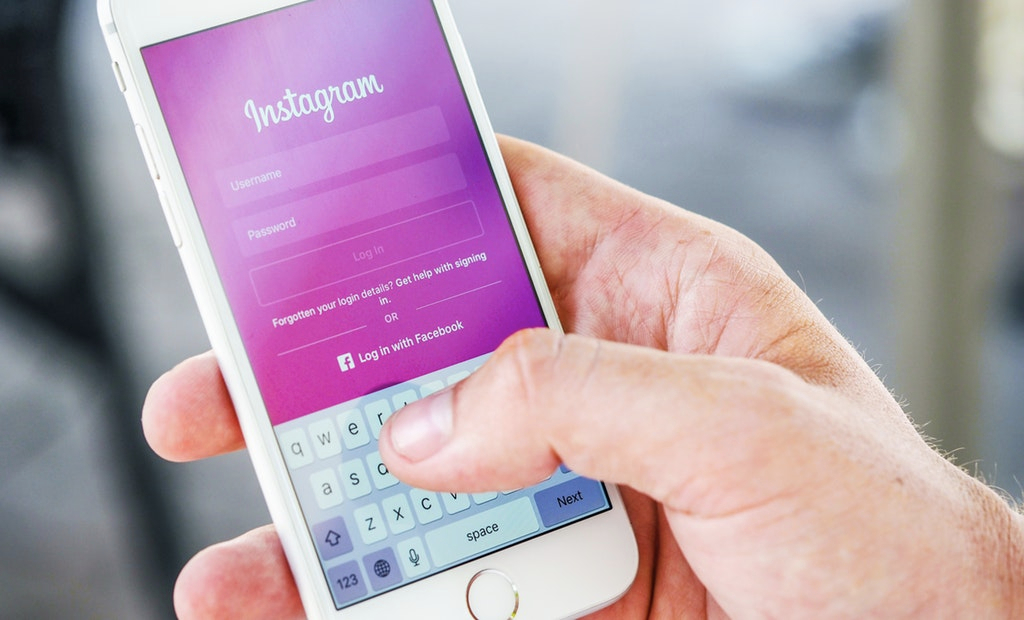 Instagram
Username
Password
Log In
Forgotten your login details? Get help with signing
in.
OR
Log in with Facebook
q w e r
a s d
z x c v
space Next
123